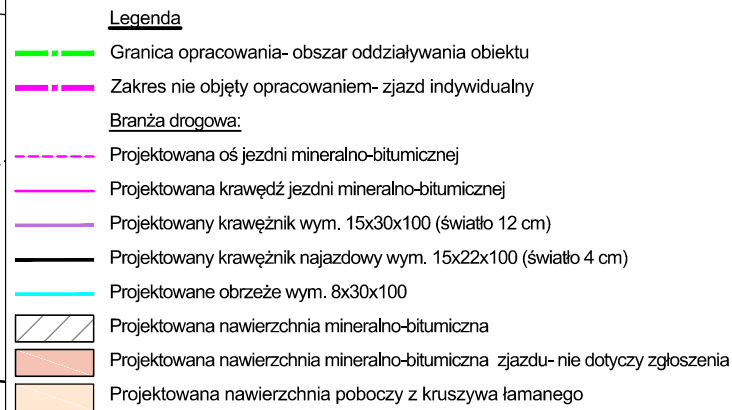 Legenda
Granica opracowania- obszar oddziaływania obiektu
Zakres nie objęty opracowaniem- zjazd indywidualny
Branża drogowa:
Projektowana oś jezdni mineralno-bitumicznej
Projektowana krawędź jezdni mineralno-bitumicznej
Projektowany krawężnik wym. 15x30x100 (światło 12 cm)
Projektowany krawężnik najazdowy wym. 15x22x100 (światło 4 cm)
Projektowane obrzeże wym. 8x30x100
Projektowana nawierzchnia mineralno-bitumiczna
Projektowana nawierzchnia mineralno-bitumiczna zjazdu- nie dotyczy zgłoszenia
Projektowana nawierzchnia poboczy z kruszywa łamanego